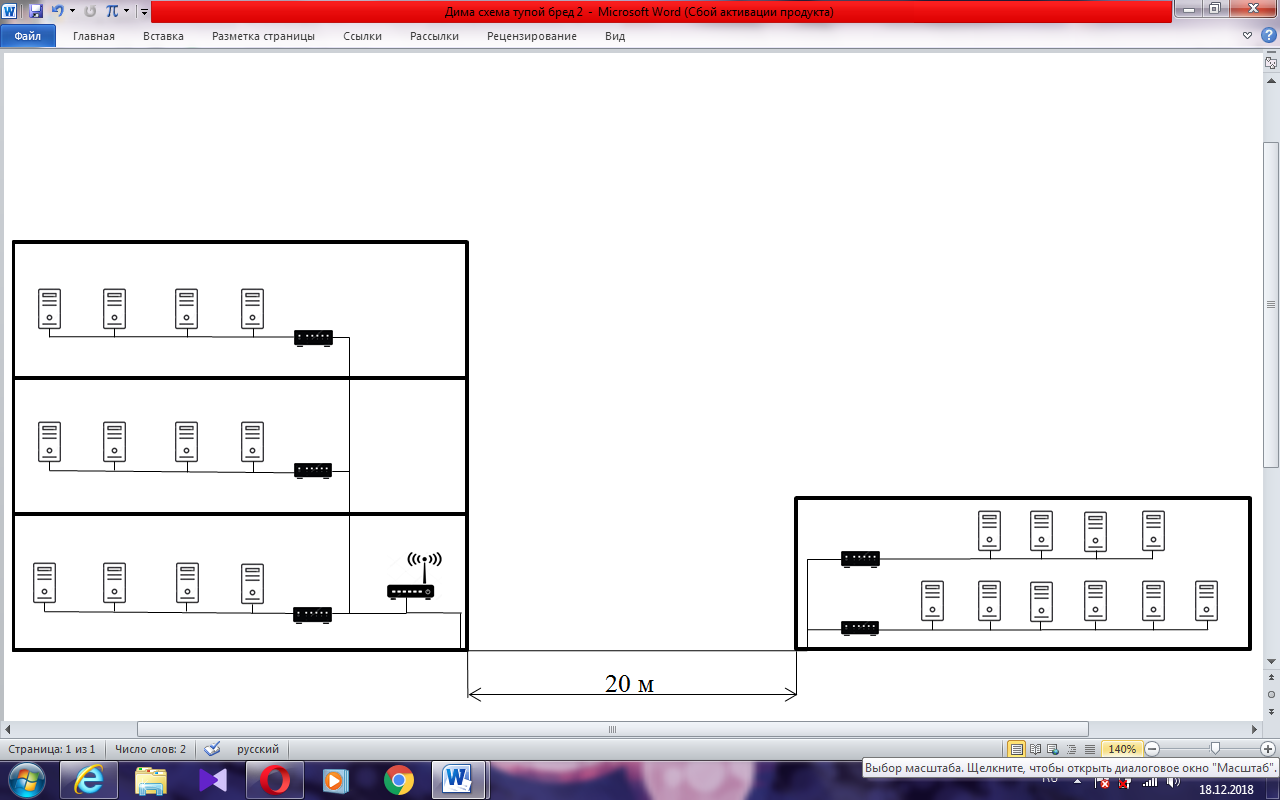 Дима схема тупой бред 2 - Microsoft Word (Сбой активации продукта)
Файл Главная Вставка Разметка страницы Ссылки Рассылки Рецензирование Вид
20 м
Страница: 1 из 1 Число слов: 2 русский 140%
Выбор масштаба. Щелкните, чтобы открыть диалоговое окно "Масштаб".
RU
18.12.2018